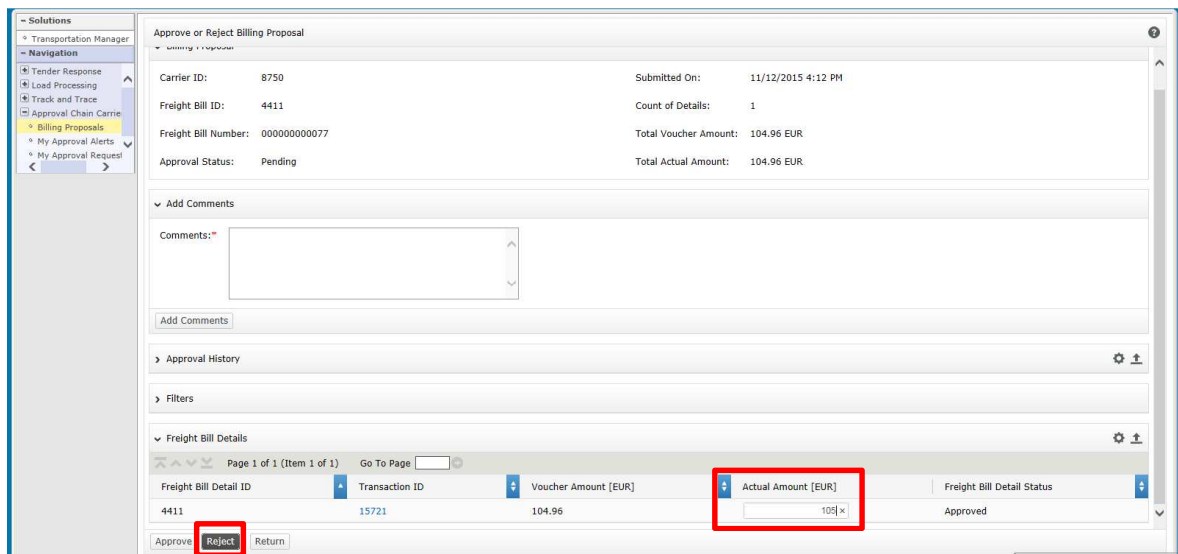 - Solutions
Transportation Manager
- Navigation
Tender Response
Load Processing
Track and Trace
Approval Chain Carrie
Billing Proposals
My Approval Alerts
My Approval Request
Approve or Reject Billing Proposal
Billing Proposal
Carrier ID: 8750 Submitted On: 11/12/2015 4:12 PM
Freight Bill ID: 4411 Count of Details: 1
Freight Bill Number: 000000000077 Total Voucher Amount: 104.96 EUR
Approval Status: Pending Total Actual Amount: 104.96 EUR
Add Comments
Comments:*
Add Comments
Approval History
Filters
Freight Bill Details
Page 1 of 1 (Item 1 of 1) Go To Page
Freight Bill Detail ID Transaction ID Voucher Amount [EUR] Actual Amount [EUR] Freight Bill Detail Status
4411 15721 104.96 105 × Approved
Approve Reject Return